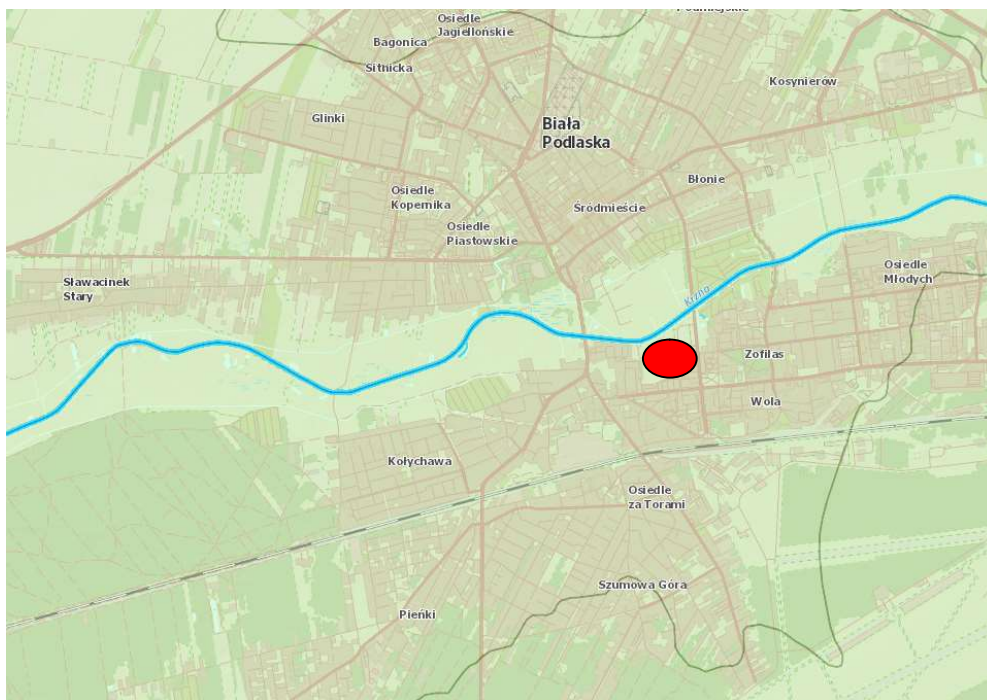 Osiedle
Jagiellońskie
Bagonica
Sitnicka
Kosynierów
Glinki
Biała
Podlaska
Błonie
Osiedle
Kopernika
Śródmieście
Osiedle
Piastowskie
Sławacinek
Stary
Osiedle
Młodych
Krzna
Zofilas
Wola
Kołychawa
Osiedle
za Torami
Szumowa Góra
Pieńki